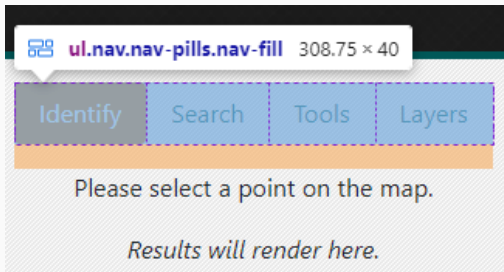 ul.nav.nav-pills.nav-fill 308.75 × 40
Identify Search Tools Layers
Please select a point on the map.
Results will render here.